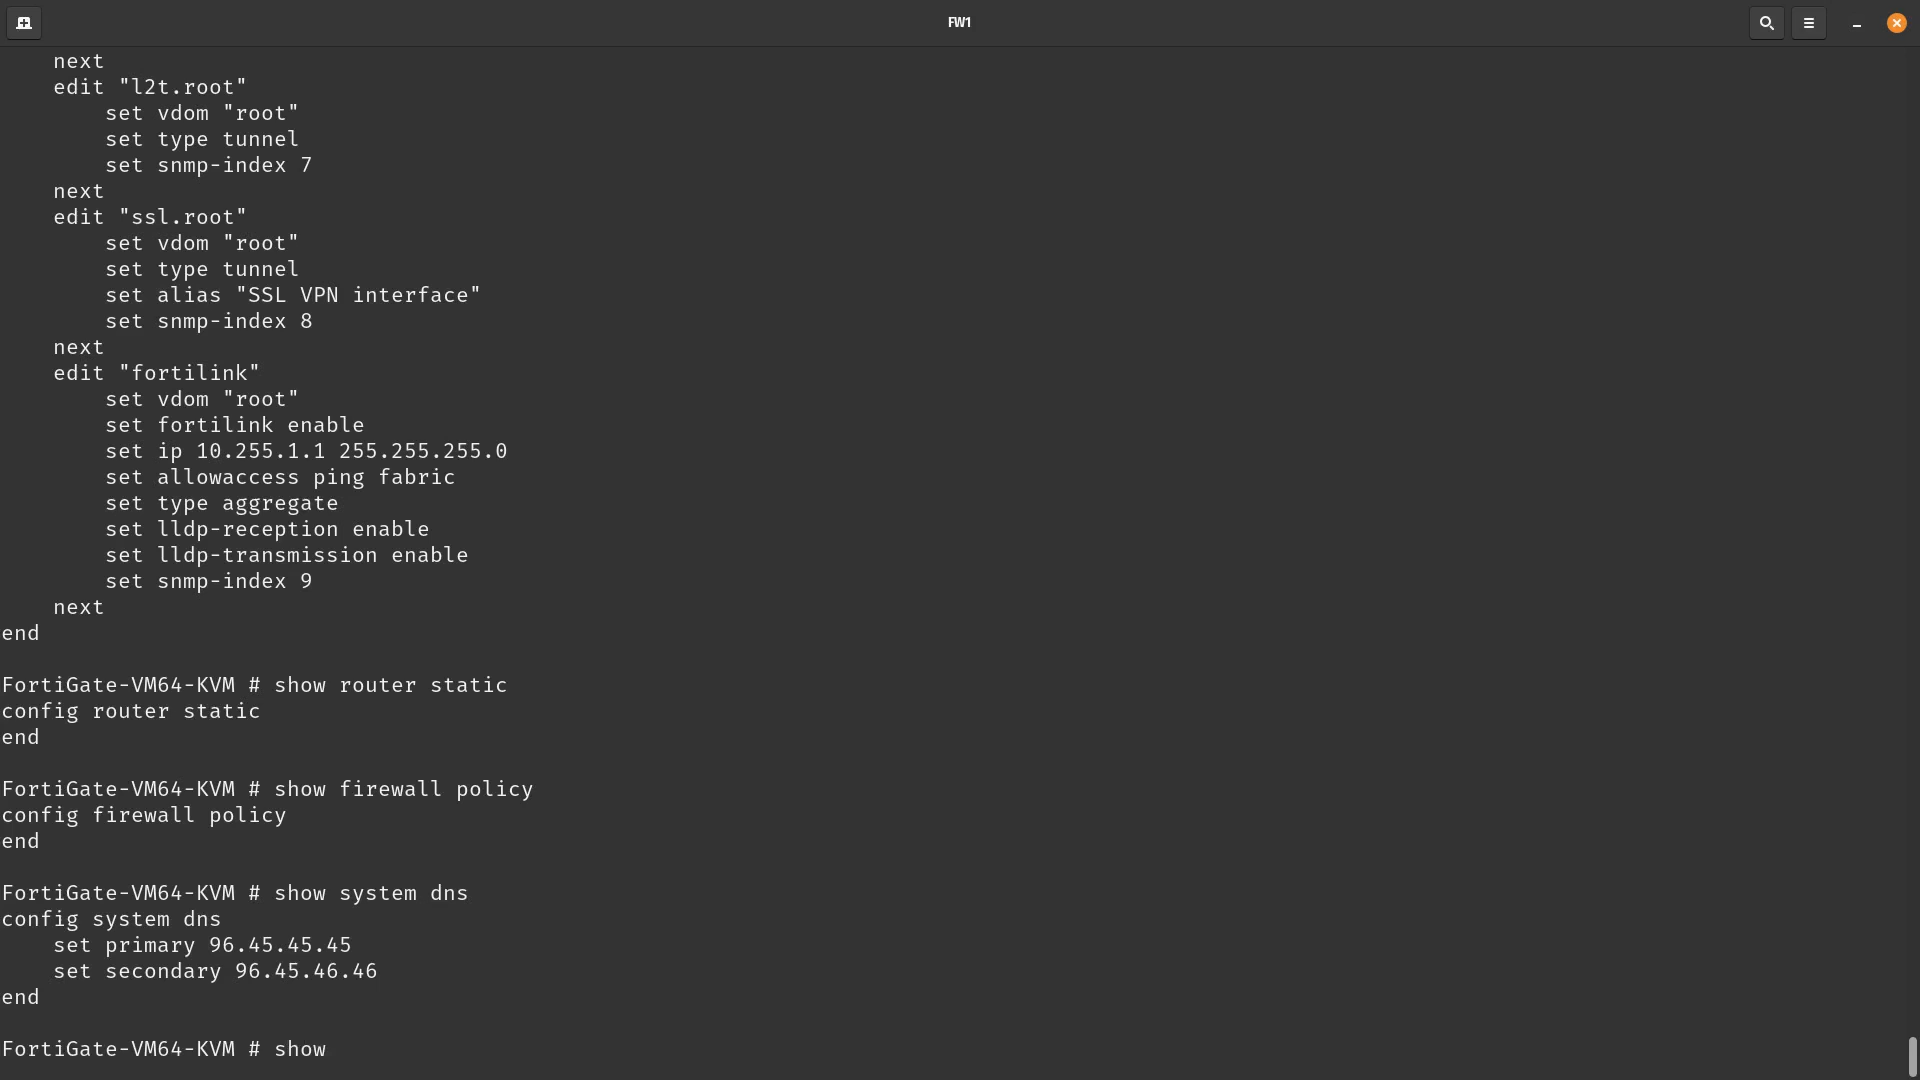 FW1
next
edit "l2t.root"
set vdom "root"
set type tunnel
set snmp-index 7
next
edit "ssl.root"
set vdom "root"
set type tunnel
set alias "SSL VPN interface"
set snmp-index 8
next
edit "fortilink"
set vdom "root"
set fortilink enable
set ip 10.255.1.1 255.255.255.0
set allowaccess ping fabric
set type aggregate
set lldp-reception enable
set lldp-transmission enable
set snmp-index 9
next
end
FortiGate-VM64-KVM # show router static
config router static
end
FortiGate-VM64-KVM # show firewall policy
config firewall policy
end
FortiGate-VM64-KVM # show system dns
config system dns
set primary 96.45.45.45
set secondary 96.45.46.46
end
FortiGate-VM64-KVM # show